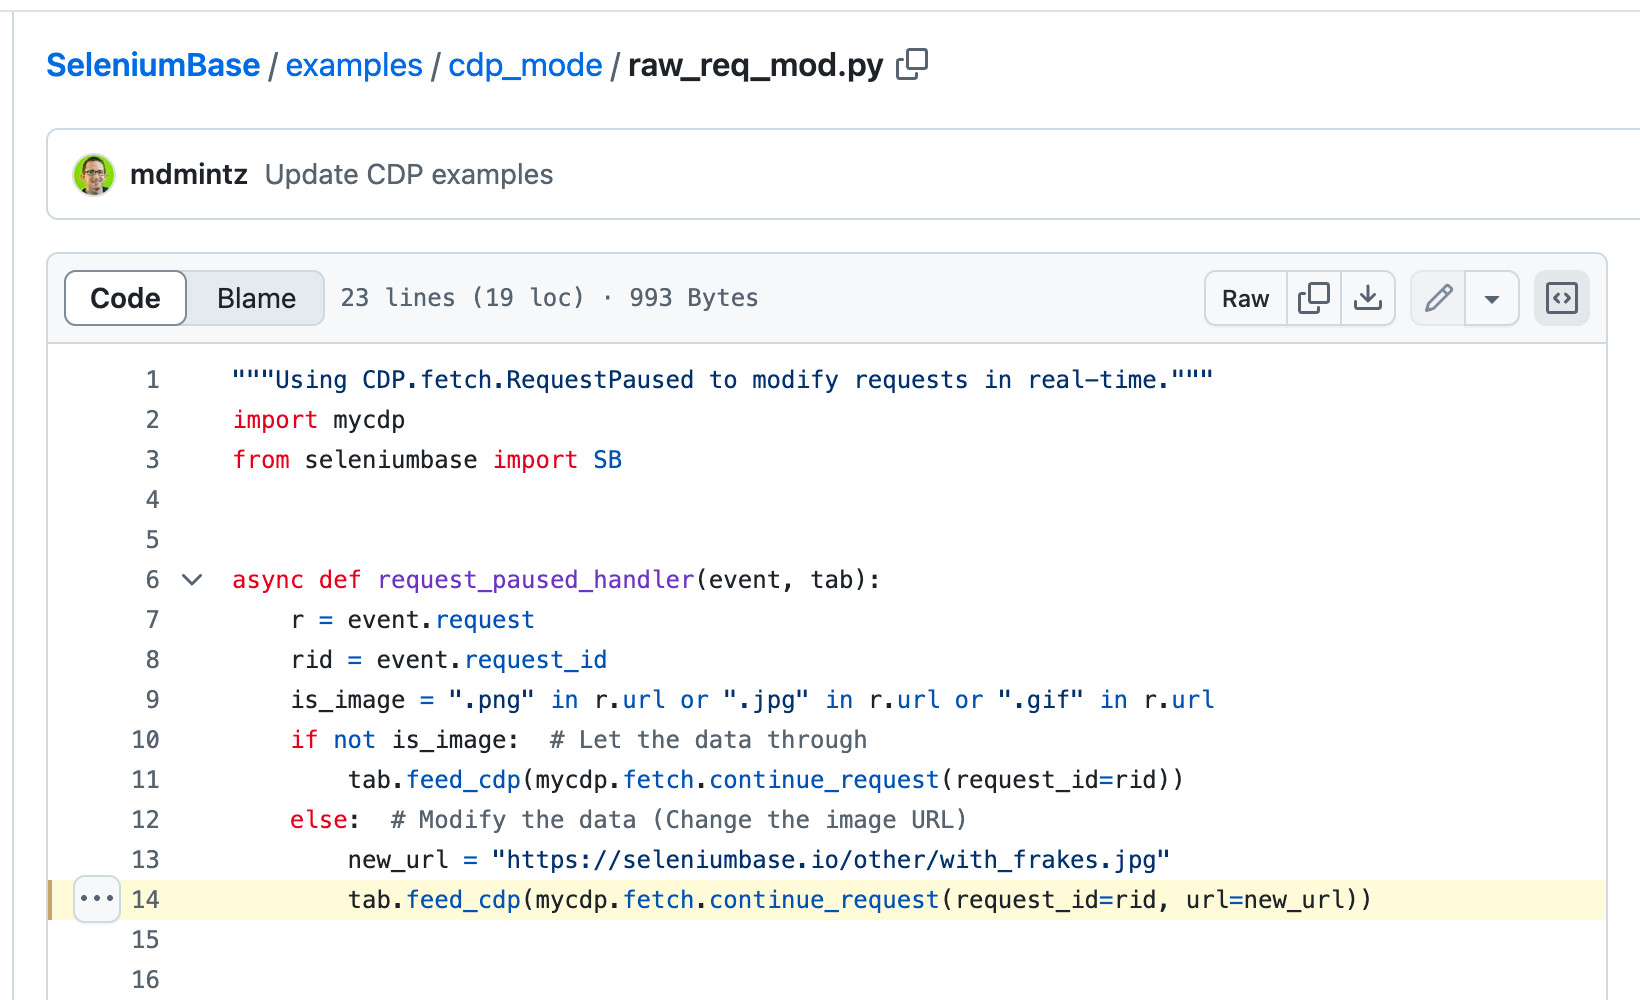 SeleniumBase / examples / cdp_mode / raw_req_mod.py
mdmintz Update CDP examples
Code Blame 23 lines (19 loc) · 993 Bytes Raw
1 """Using CDP.fetch.RequestPaused to modify requests in real-time."""
2 import mycdp
3 from seleniumbase import SB
4
5
6 async def request_paused_handler(event, tab):
7     r = event.request
8     rid = event.request_id
9     is_image = ".png" in r.url or ".jpg" in r.url or ".gif" in r.url
10     if not is_image:  # Let the data through
11         tab.feed_cdp(mycdp.fetch.continue_request(request_id=rid))
12     else:  # Modify the data (Change the image URL)
13         new_url = "https://seleniumbase.io/other/with_frakes.jpg"
14         tab.feed_cdp(mycdp.fetch.continue_request(request_id=rid, url=new_url))
15
16